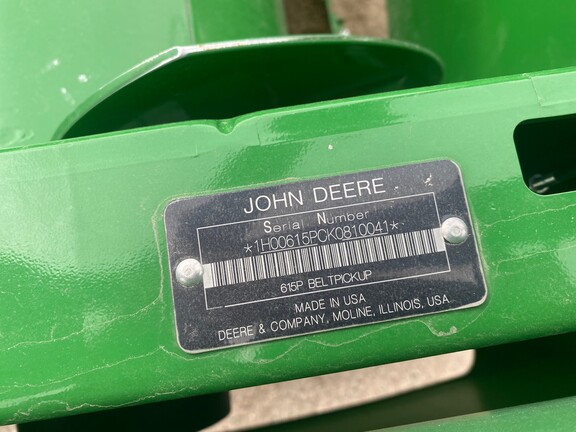 JOHN DEERE
Serial Number
*1H00615PCK0810041*
615P BELTPICKUP
MADE IN USA
DEERE & COMPANY, MOLINE, ILLINOIS, USA